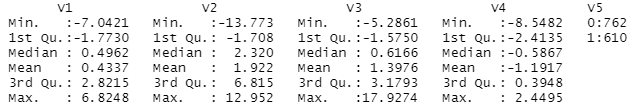 V1 V2 V3 V4 V5
Min. :-7.0421 Min. :-13.773 Min. :-5.2861 Min. :-8.5482 0:762
1st Qu.:-1.7730 1st Qu.: -1.708 1st Qu.:-1.5750 1st Qu.:-2.4135 1:610
Median : 0.4962 Median : 2.320 Median : 0.6166 Median :-0.5867
Mean : 0.4337 Mean : 1.922 Mean : 1.3976 Mean :-1.1917
3rd Qu.: 2.8215 3rd Qu.: 6.815 3rd Qu.: 3.1793 3rd Qu.: 0.3948
Max. : 6.8248 Max. : 12.952 Max. :17.9274 Max. : 2.4495